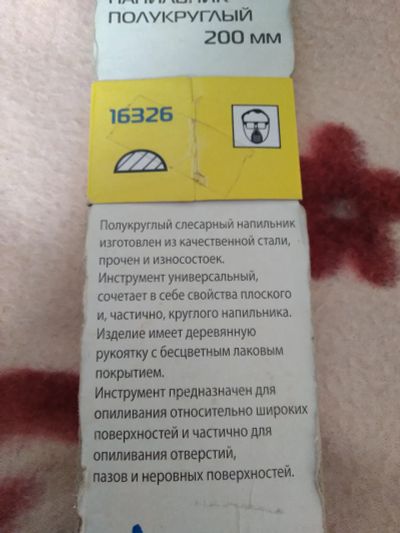 НАПИЛЬНИК
ПОЛУКРУГЛЫЙ
200 мм
16326
Полукруглый слесарный напильник
изготовлен из качественной стали,
прочен и износостоек.
Инструмент универсальный,
сочетает в себе свойства плоского
и, частично, круглого напильника.
Изделие имеет деревянную
рукоятку с бесцветным лаковым
покрытием.
Инструмент предназначен для
опиливания относительно широких
поверхностей и частично для
опиливания отверстий,
пазов и неровных поверхностей.